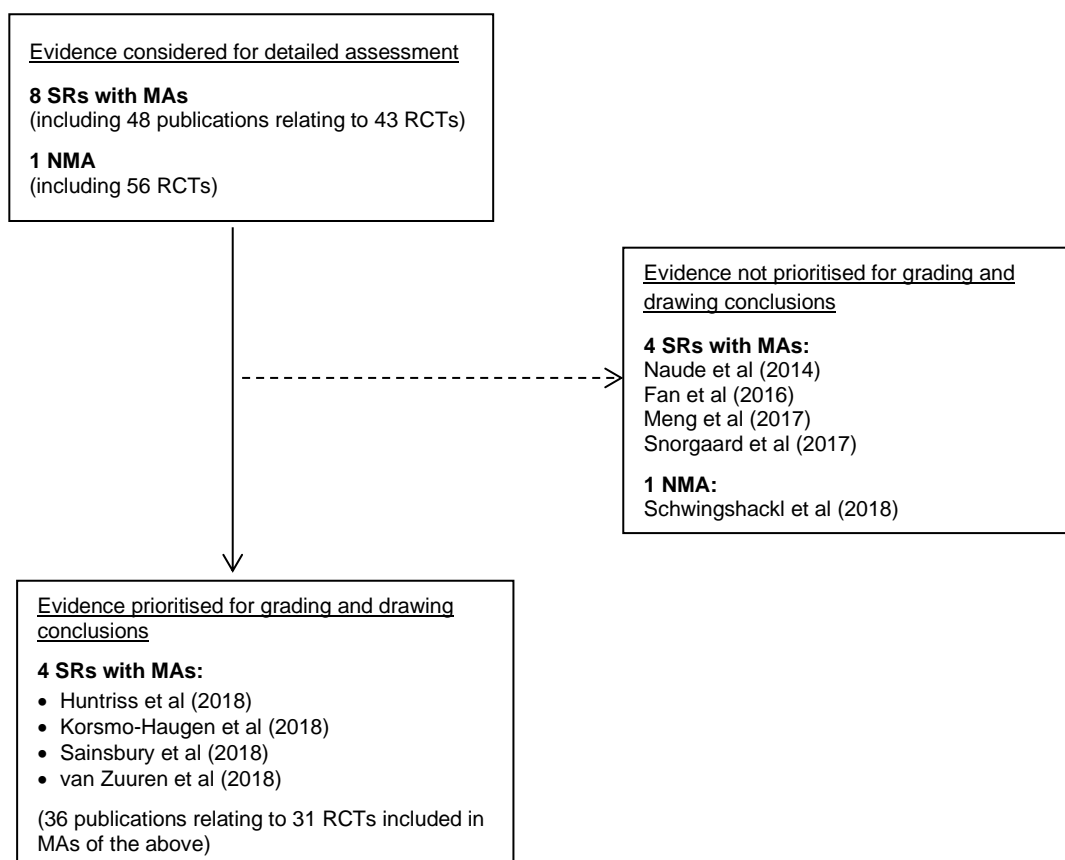 Evidence considered for detailed assessment
8 SRs with MAs
(including 48 publications relating to 43 RCTs)
1 NMA
(including 56 RCTs)
Evidence not prioritised for grading and
drawing conclusions
4 SRs with MAs:
Naude et al (2014)
Fan et al (2016)
Meng et al (2017)
Snorgaard et al (2017)
1 NMA:
Schwingshackl et al (2018)
Evidence prioritised for grading and drawing
conclusions
4 SRs with MAs:
• Huntriss et al (2018)
• Korsmo-Haugen et al (2018)
• Sainsbury et al (2018)
• van Zuuren et al (2018)
(36 publications relating to 31 RCTs included in
MAs of the above)